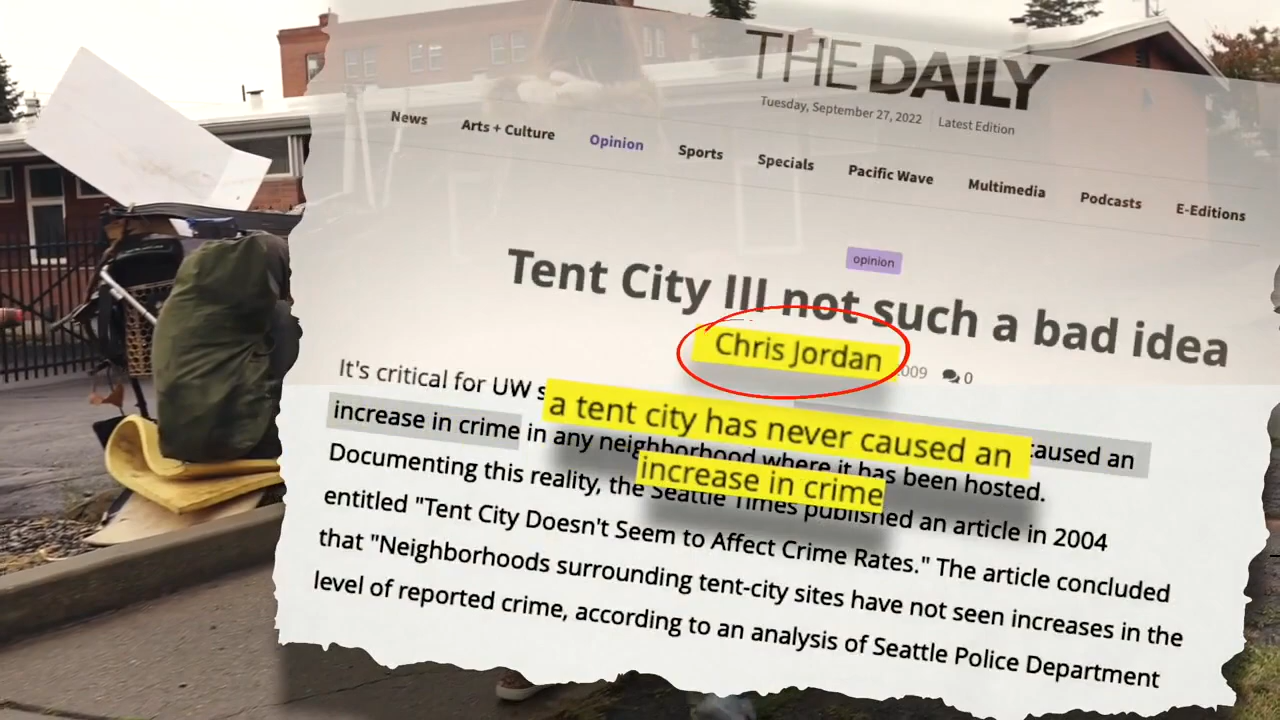 THE DAILY
Tuesday, September 27, 2022 | Latest Edition
News Arts + Culture Opinion Sports Specials Pacific Wave Multimedia Podcasts E-Editions
opinion
Tent City III not such a bad idea
Chris Jordan
009 0
It's critical for UW s
a tent city has never caused an
caused an
increase in crime in any neighborhood where it has been hosted.
increase in crime
Documenting this reality, the Seattle Times published an article in 2004
entitled "Tent City Doesn't Seem to Affect Crime Rates." The article concluded
that "Neighborhoods surrounding tent-city sites have not seen increases in the
level of reported crime, according to an analysis of Seattle Police Department